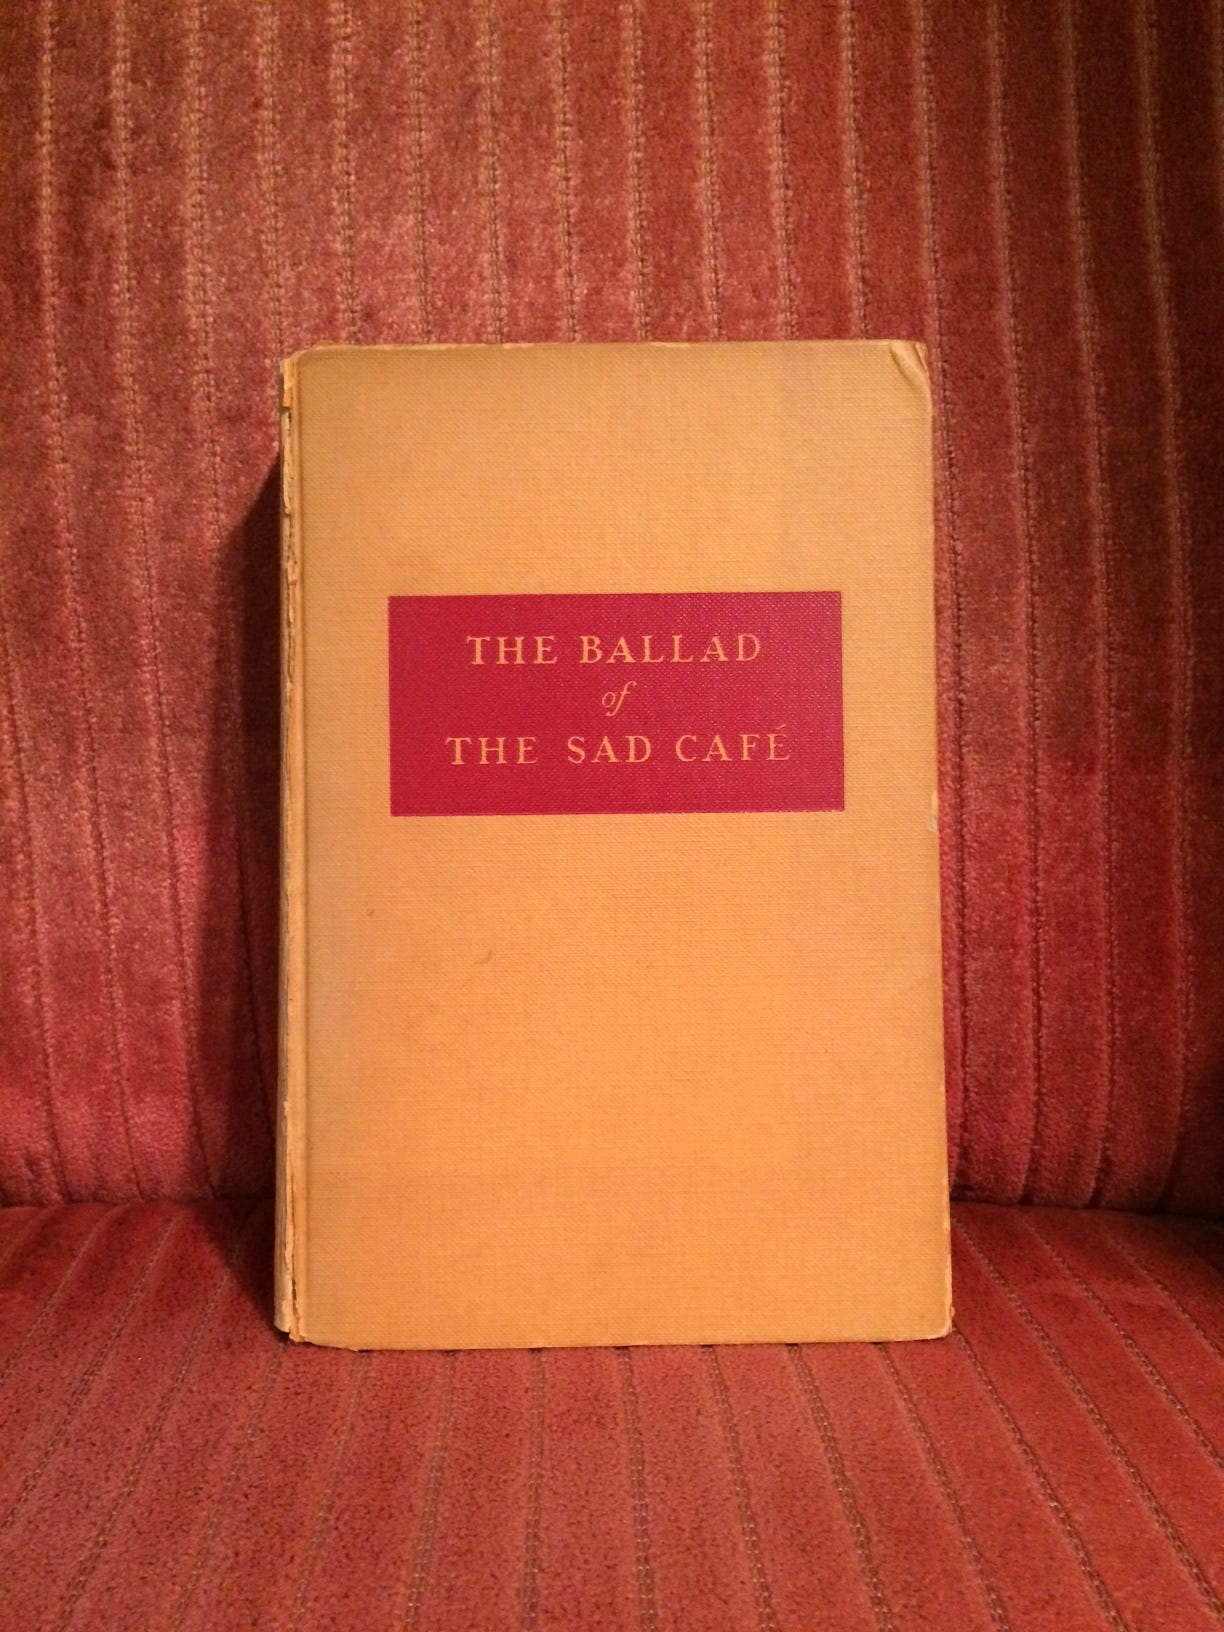 THE BALLAD
of
THE SAD CAFÉ